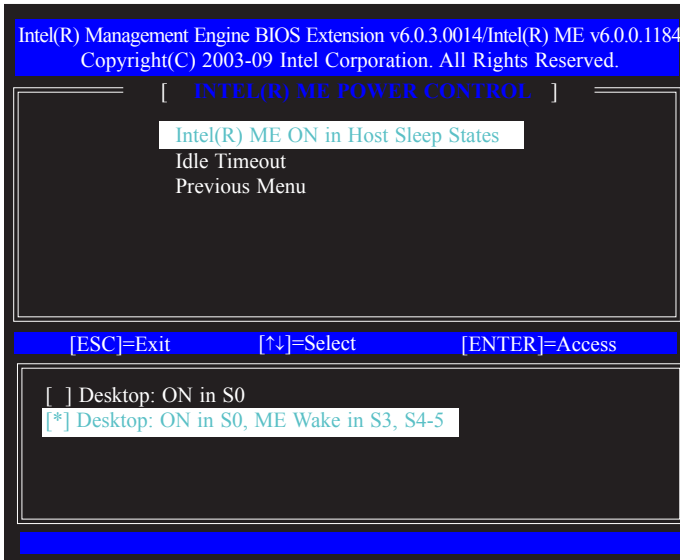 Intel(R) Management Engine BIOS Extension v6.0.3.0014/Intel(R) ME v6.0.0.1184
Copyright(C) 2003-09 Intel Corporation. All Rights Reserved.
[ INTEL(R) ME POWER CONTROL ]
Intel(R) ME ON in Host Sleep States
Idle Timeout
Previous Menu
[ESC]=Exit [↑↓]=Select [ENTER]=Access
[ ] Desktop: ON in S0
[*] Desktop: ON in S0, ME Wake in S3, S4-5